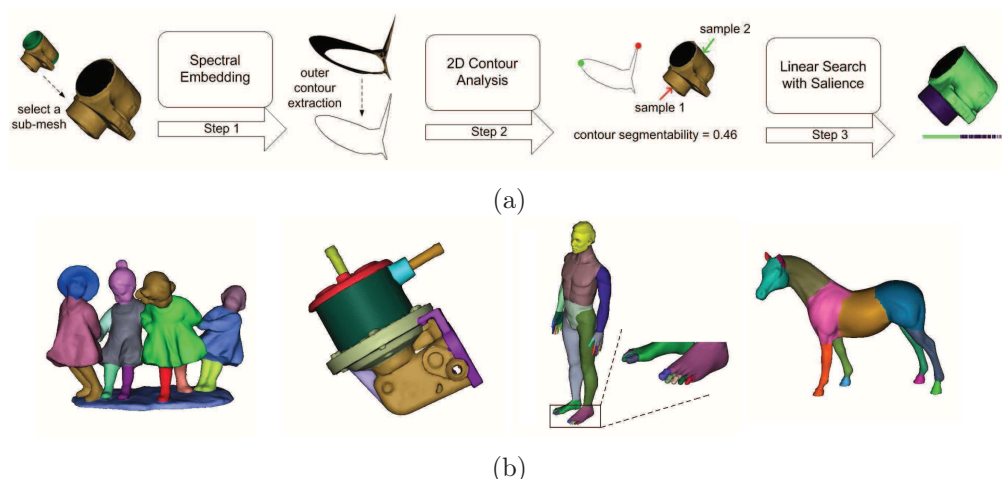 select a
sub-mesh
Spectral
Embedding
Step 1
outer
contour
extraction
2D Contour
Analysis
Step 2
sample 2
sample 1
contour segmentability = 0.46
Linear Search
with Salience
Step 3
(a)
(b)